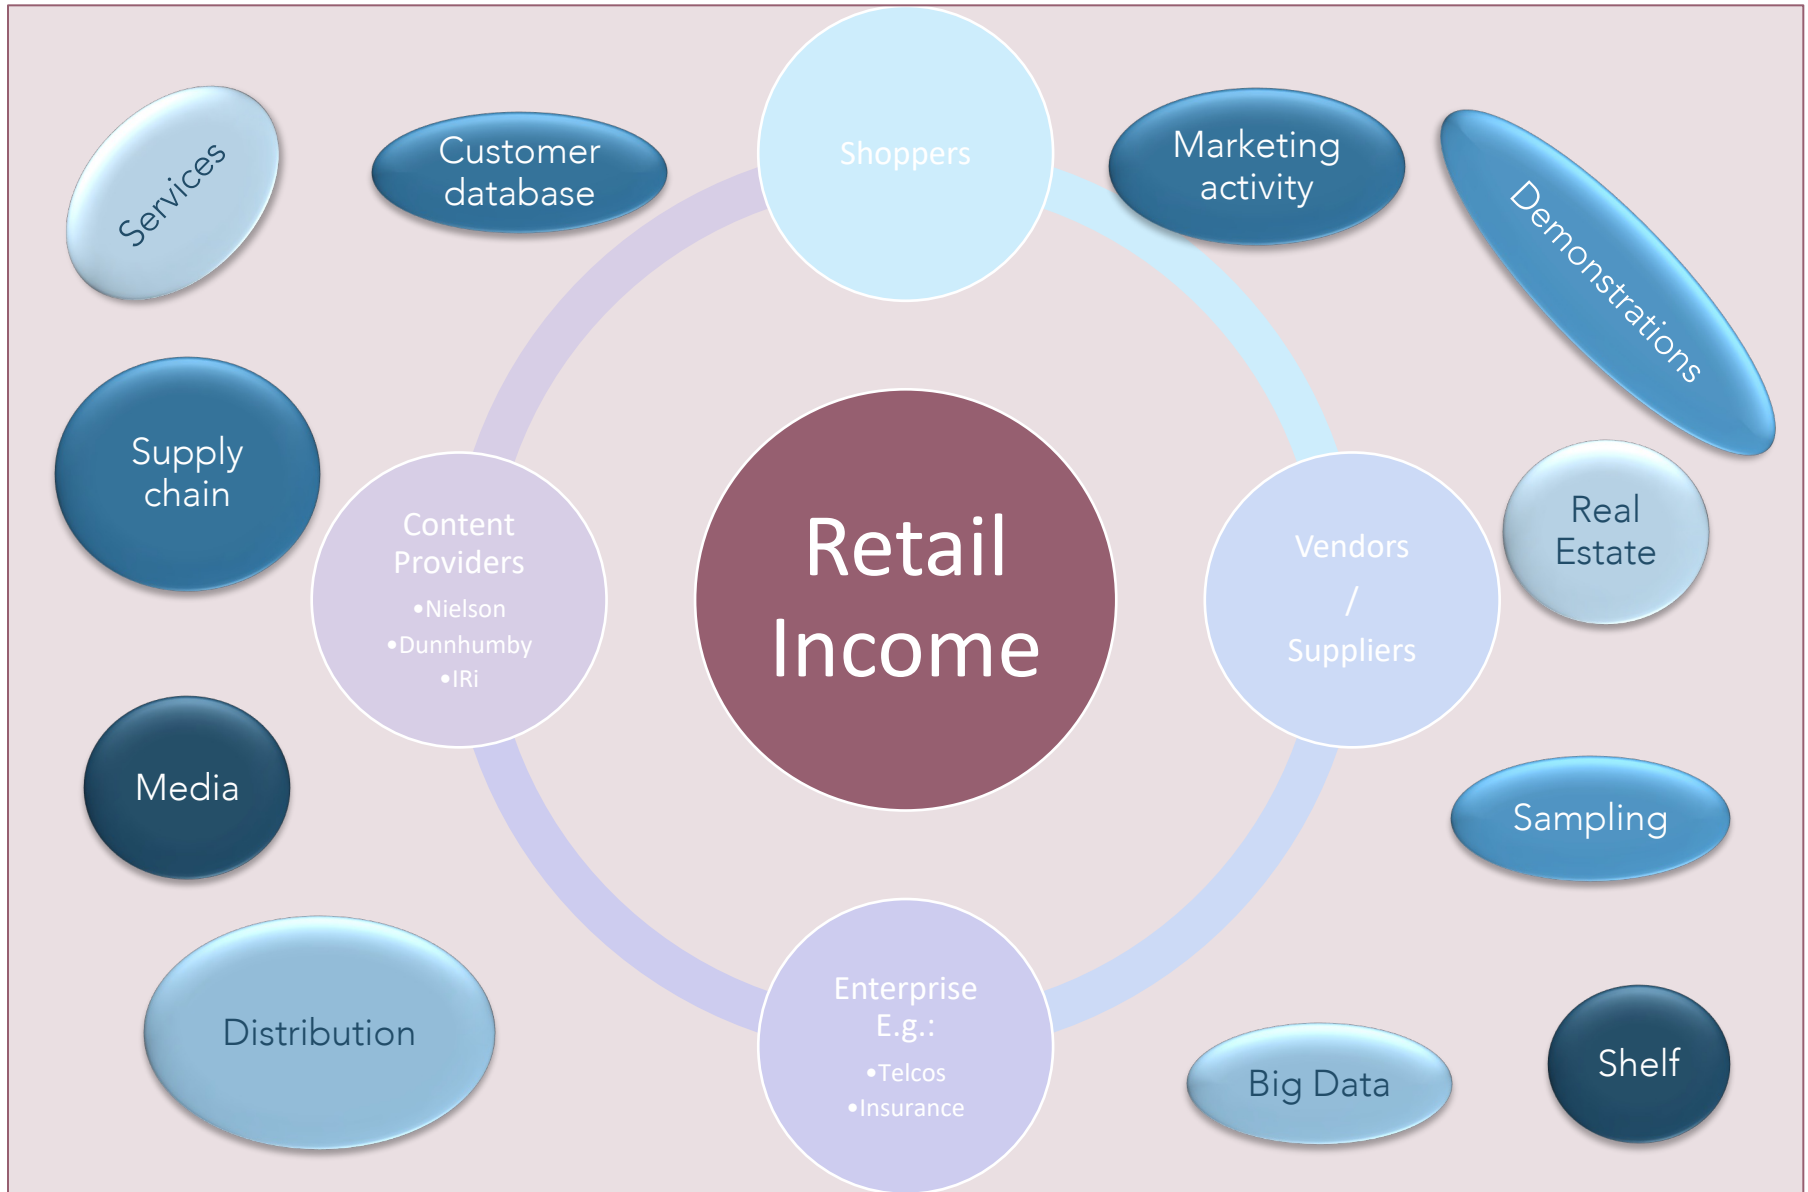 Services
Customer
database
Shoppers
Marketing
activity
Demonstrations
Supply
chain
Content
Providers
•Nielson
•Dunnhumby
•IRi
Retail
Income
Vendors
/
Suppliers
Real
Estate
Media
Sampling
Distribution
Enterprise
E.g.:
•Telcos
•Insurance
Big Data
Shelf